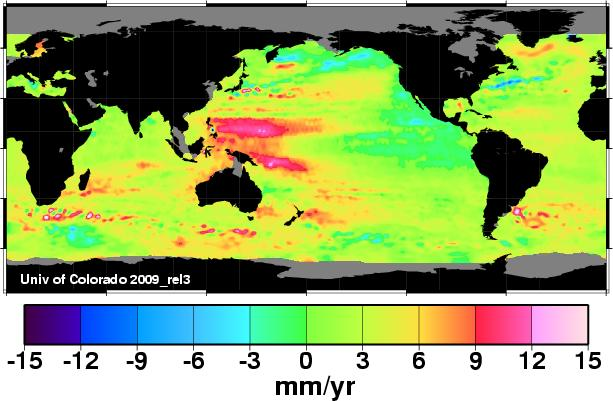 Univ of Colorado 2009_rel3
-15 -12 -9 -6 -3 0 3 6 9 12 15
mm/yr